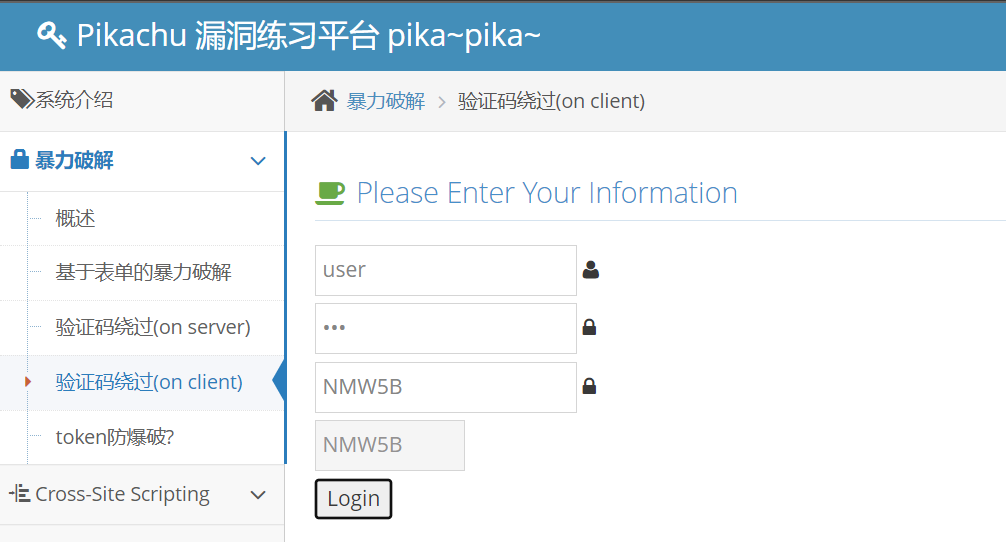 Pikachu 漏洞练习平台 pika~pika~
系统介绍
暴力破解
概述
基于表单的暴力破解
验证码绕过(on server)
验证码绕过(on client)
token防爆破?
Cross-Site Scripting
暴力破解 > 验证码绕过(on client)
Please Enter Your Information
user
•••
NMW5B
NMW5B
Login